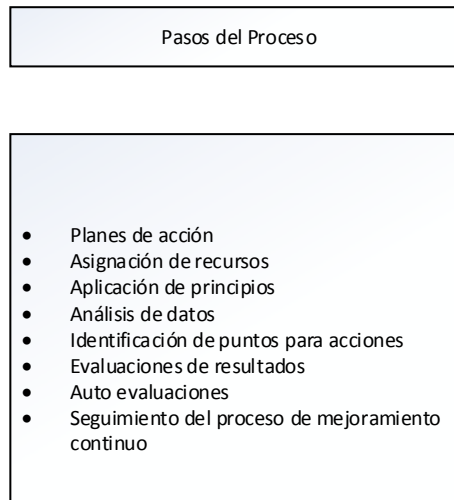 Pasos del Proceso
• Planes de acción
• Asignación de recursos
• Aplicación de principios
• Análisis de datos
• Identificación de puntos para acciones
• Evaluaciones de resultados
• Auto evaluaciones
• Seguimiento del proceso de mejoramiento
continuo